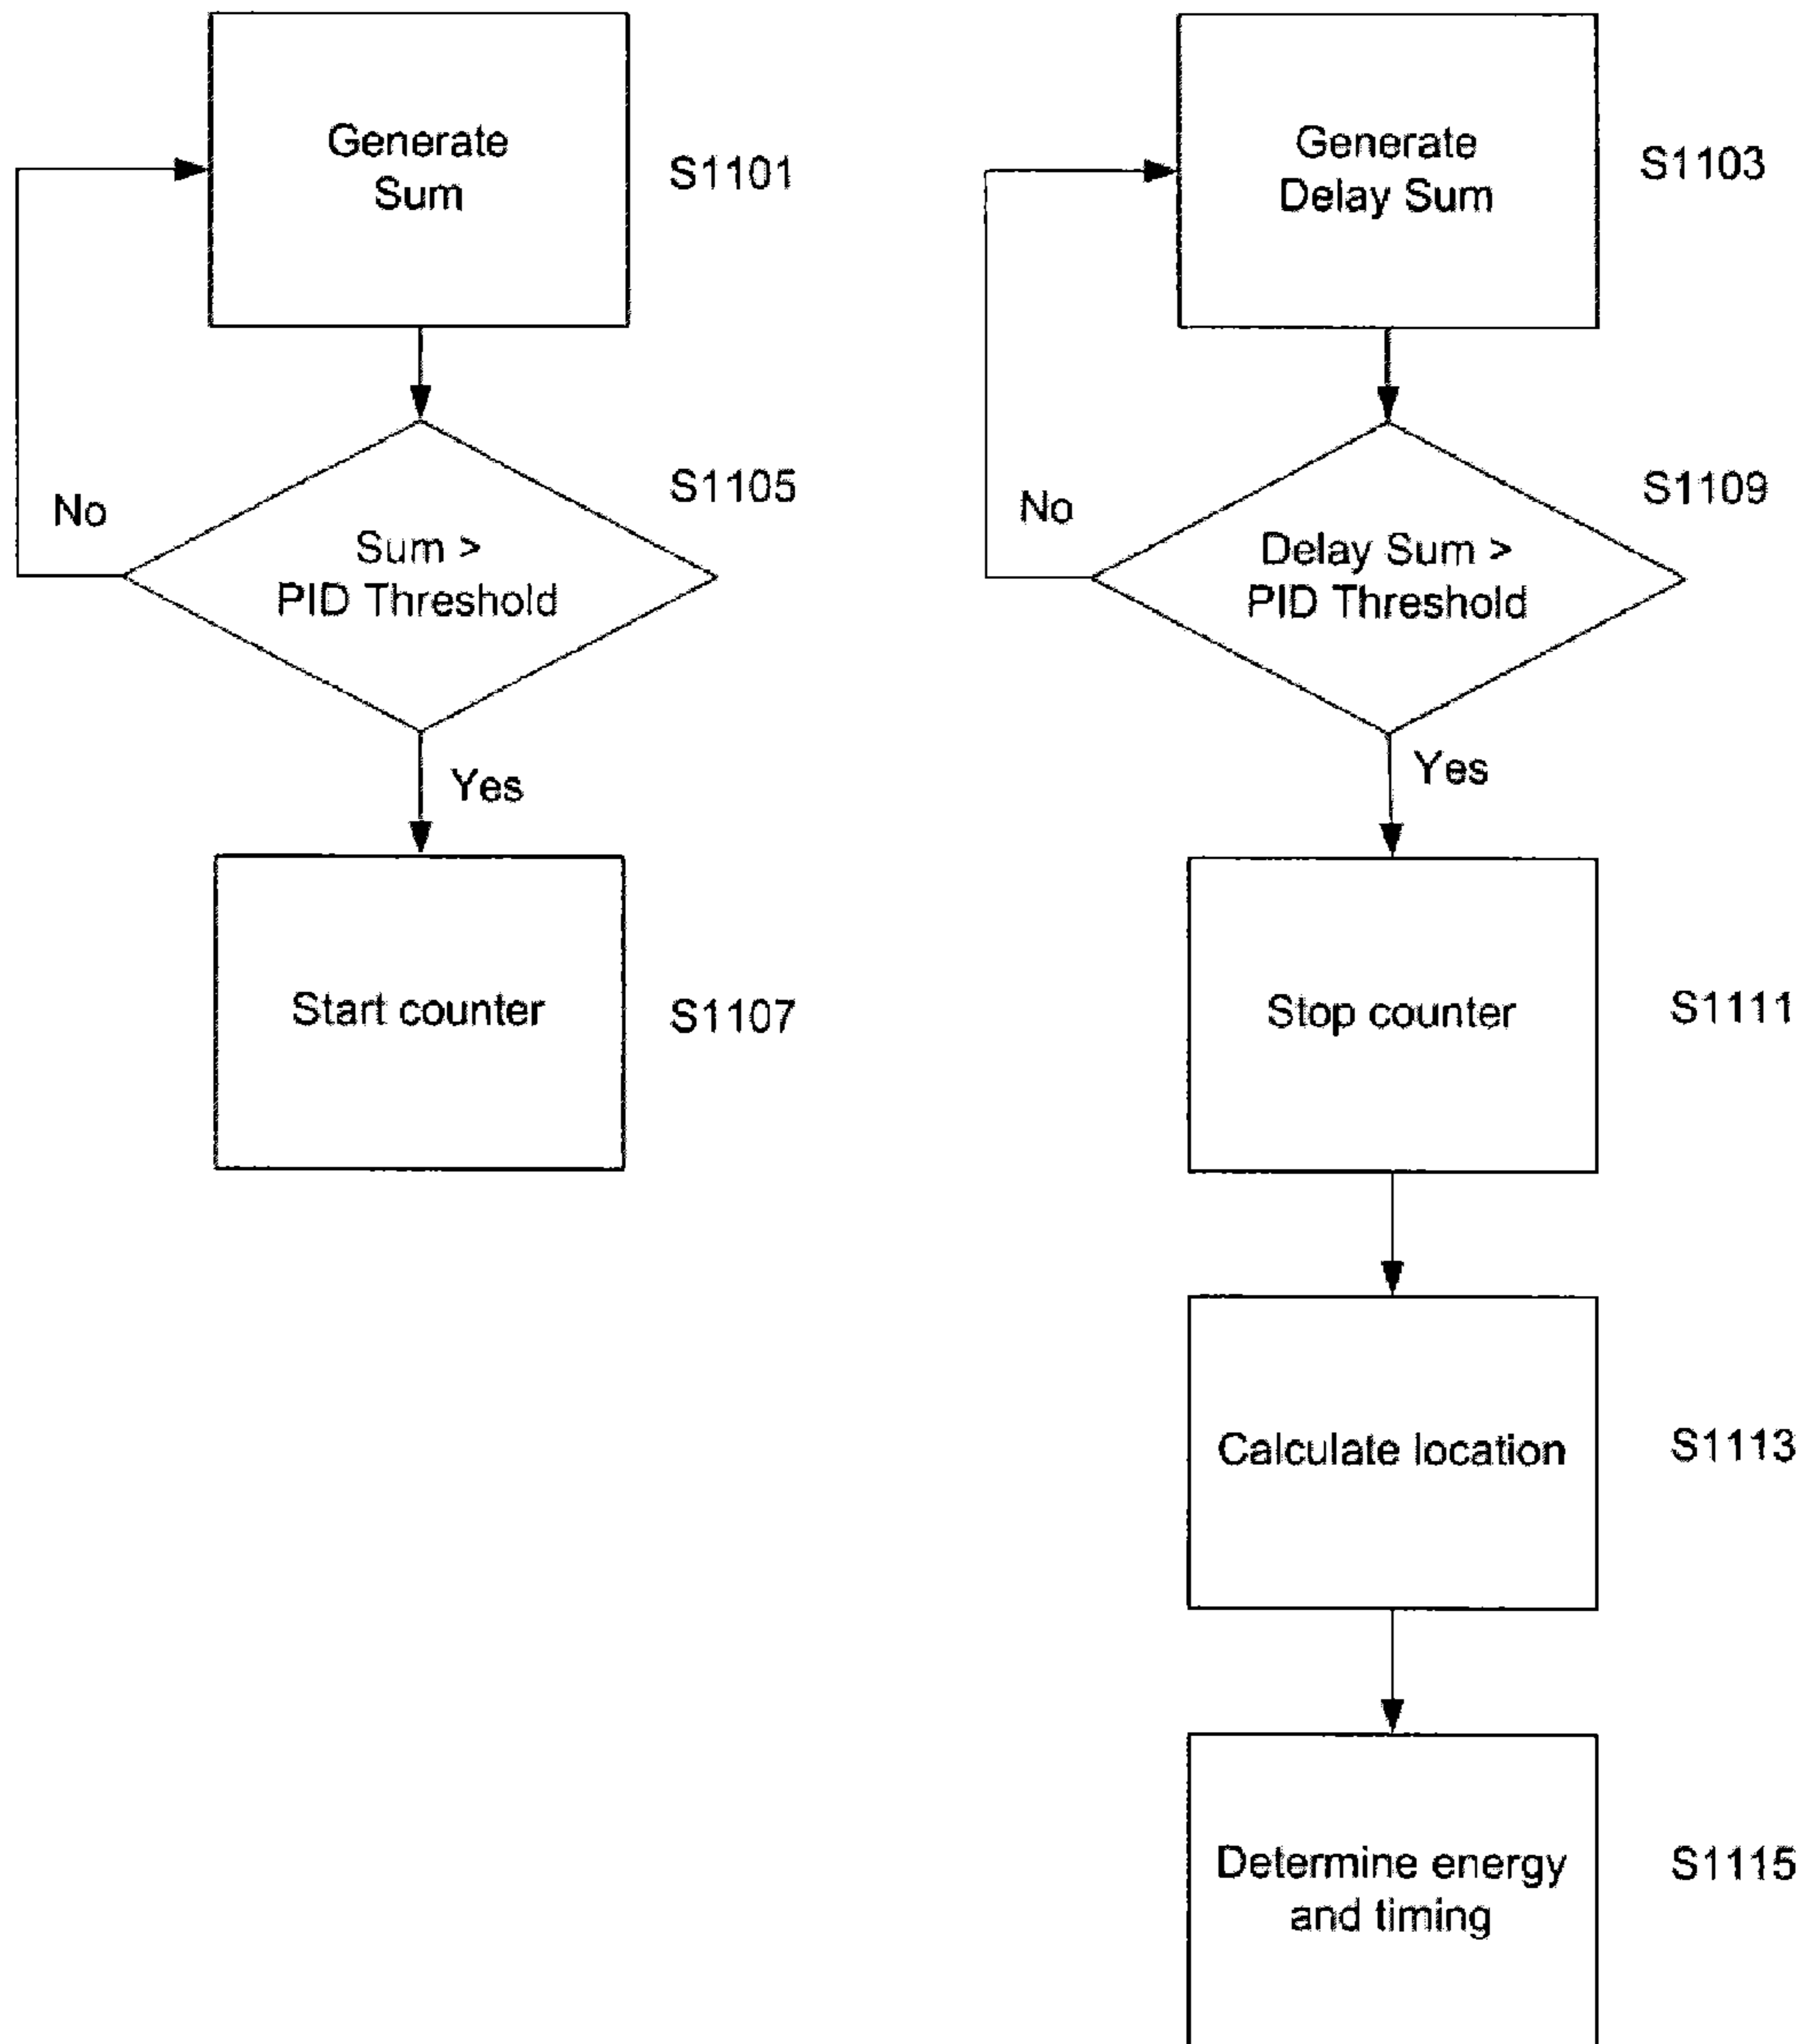 Generate
Sum
S1101
No
Sum >
PID Threshold
S1105
Yes
Start counter
S1107
Generate
Delay Sum
S1103
No
Delay Sum >
PID Threshold
S1109
Yes
Stop counter
S1111
Calculate location
S1113
Determine energy
and timing
S1115